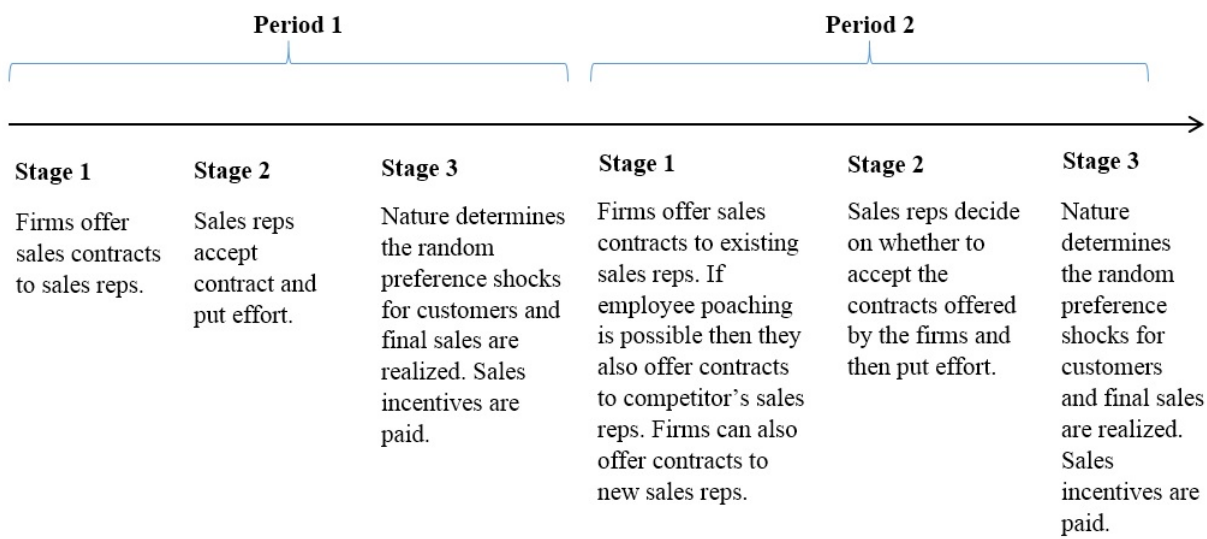 Period 1
Period 2
Stage 1
Firms offer
sales contracts
to sales reps.
Stage 2
Sales reps
accept
contract and
put effort.
Stage 3
Nature determines
the random
preference shocks
for customers and
final sales are
realized. Sales
incentives are
paid.
Stage 1
Firms offer sales
contracts to existing
sales reps. If
employee poaching
is possible then they
also offer contracts
to competitor’s sales
reps. Firms can also
offer contracts to
new sales reps.
Stage 2
Sales reps decide
on whether to
accept the
contracts offered
by the firms and
then put effort.
Stage 3
Nature
determines
the random
preference
shocks for
customers
and final sales
are realized.
Sales
incentives are
paid.